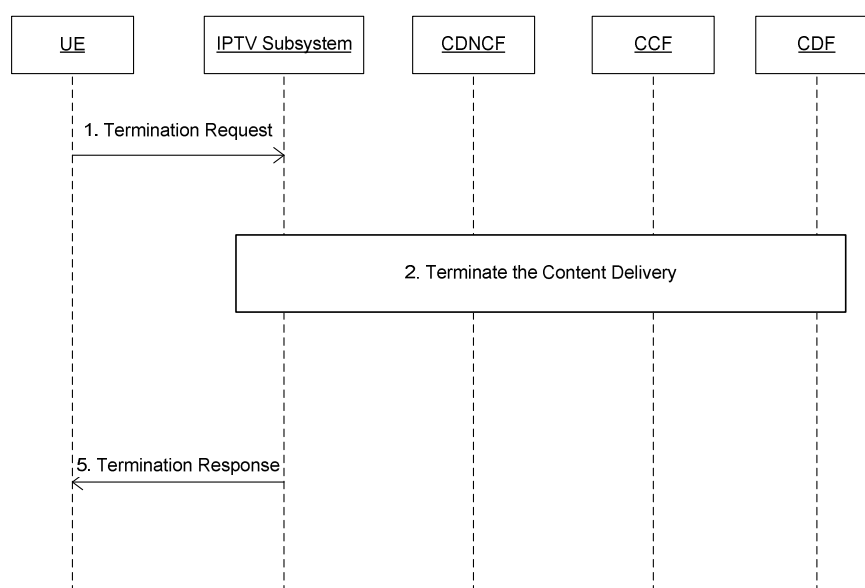 UE
IPTV Subsystem
CDNCF
CCF
CDF
1. Termination Request
2. Terminate the Content Delivery
5. Termination Response